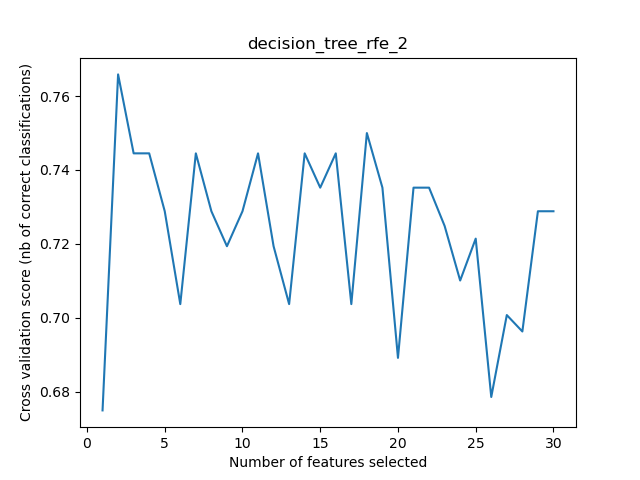 decision_tree_rfe_2
Cross validation score (nb of correct classifications)
0.76
0.74
0.72
0.70
0.68
0 5 10 15 20 25 30
Number of features selected